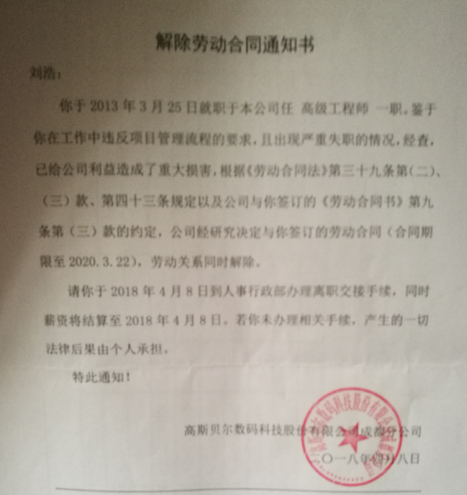 解除劳动合同通知书
刘浩：
你于 2013 年 3 月 25 日就职于本公司任 高级工程师 一职。鉴于
你在工作中违反项目管理流程的要求，且出现严重失职的情况，经查，
已给公司利益造成了重大损害，根据《劳动合同法》第三十九条第（二）、
（三）款、第四十三条规定以及公司与你签订的《劳动合同书》第九
条第（三）款的约定，公司经研究决定与你签订的劳动合同（合同期
限至 2020.3.22），劳动关系同时解除。
请你于 2018 年 4 月 8 日到人事行政部办理离职交接手续，同时
薪资将结算至 2018 年 4 月 8 日。若你未办理相关手续，产生的一切
法律后果由个人承担。
特此通知！
高斯贝尔数码科技股份有限公司成都分公司
二〇一八年四月八日